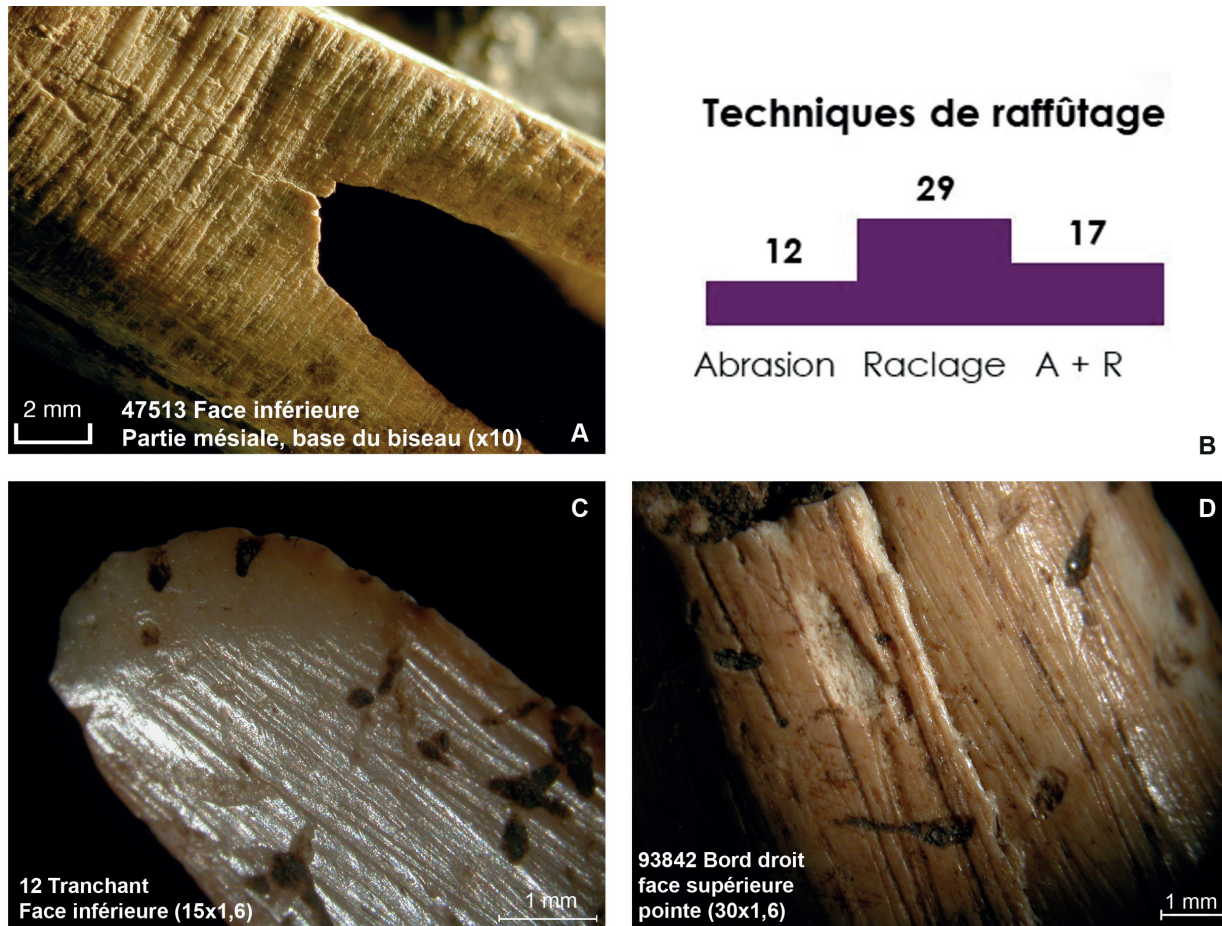 2 mm
47513 Face inférieure
Partie mésiale, base du biseau (x10)
A
Techniques de raffûtage
29
12
17
Abrasion
Raclage
A + R
B
C
12 Tranchant
Face inférieure (15x1,6)
1 mm
D
93842 Bord droit
face supérieure
pointe (30x1,6)
1 mm